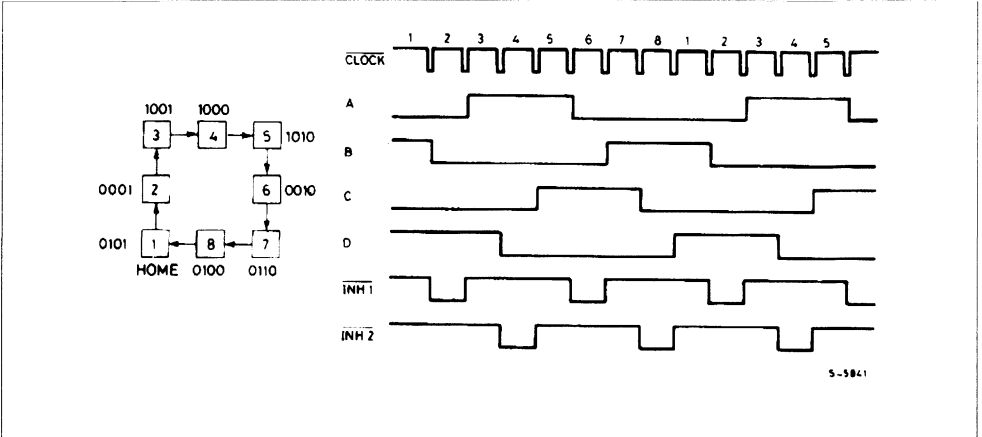 1001 1000
3 4 5 1010
0001 2 6 0010
0101 1 8 7
HOME 0100 0110
1 2 3 4 5 6 7 8 1 2 3 4 5
CLOCK
A
B
C
D
INH 1
INH 2
S-5841